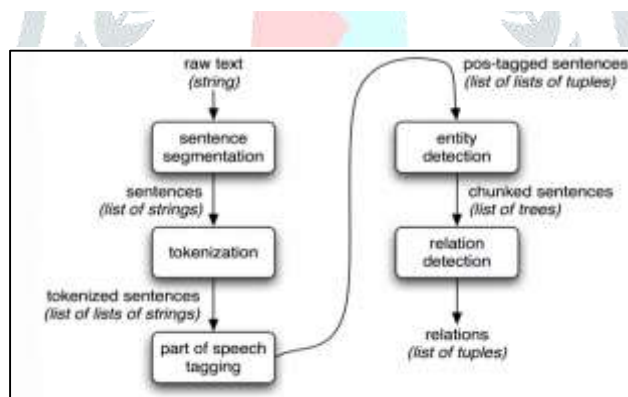 raw text
(string)
sentence
segmentation
sentences
(list of strings)
tokenization
tokenized sentences
(list of lists of strings)
part of speech
tagging
pos-tagged sentences
(list of lists of tuples)
entity
detection
chunked sentences
(list of trees)
relation
detection
relations
(list of tuples)